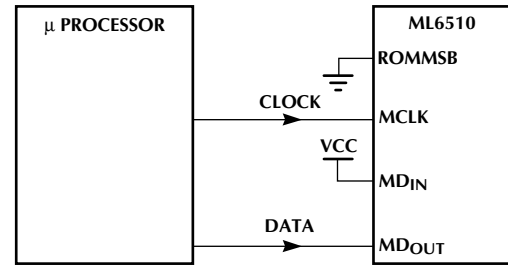 μ PROCESSOR
ML6510
ROMMSB
CLOCK
MCLK
VCC
MDIN
DATA
MDOUT